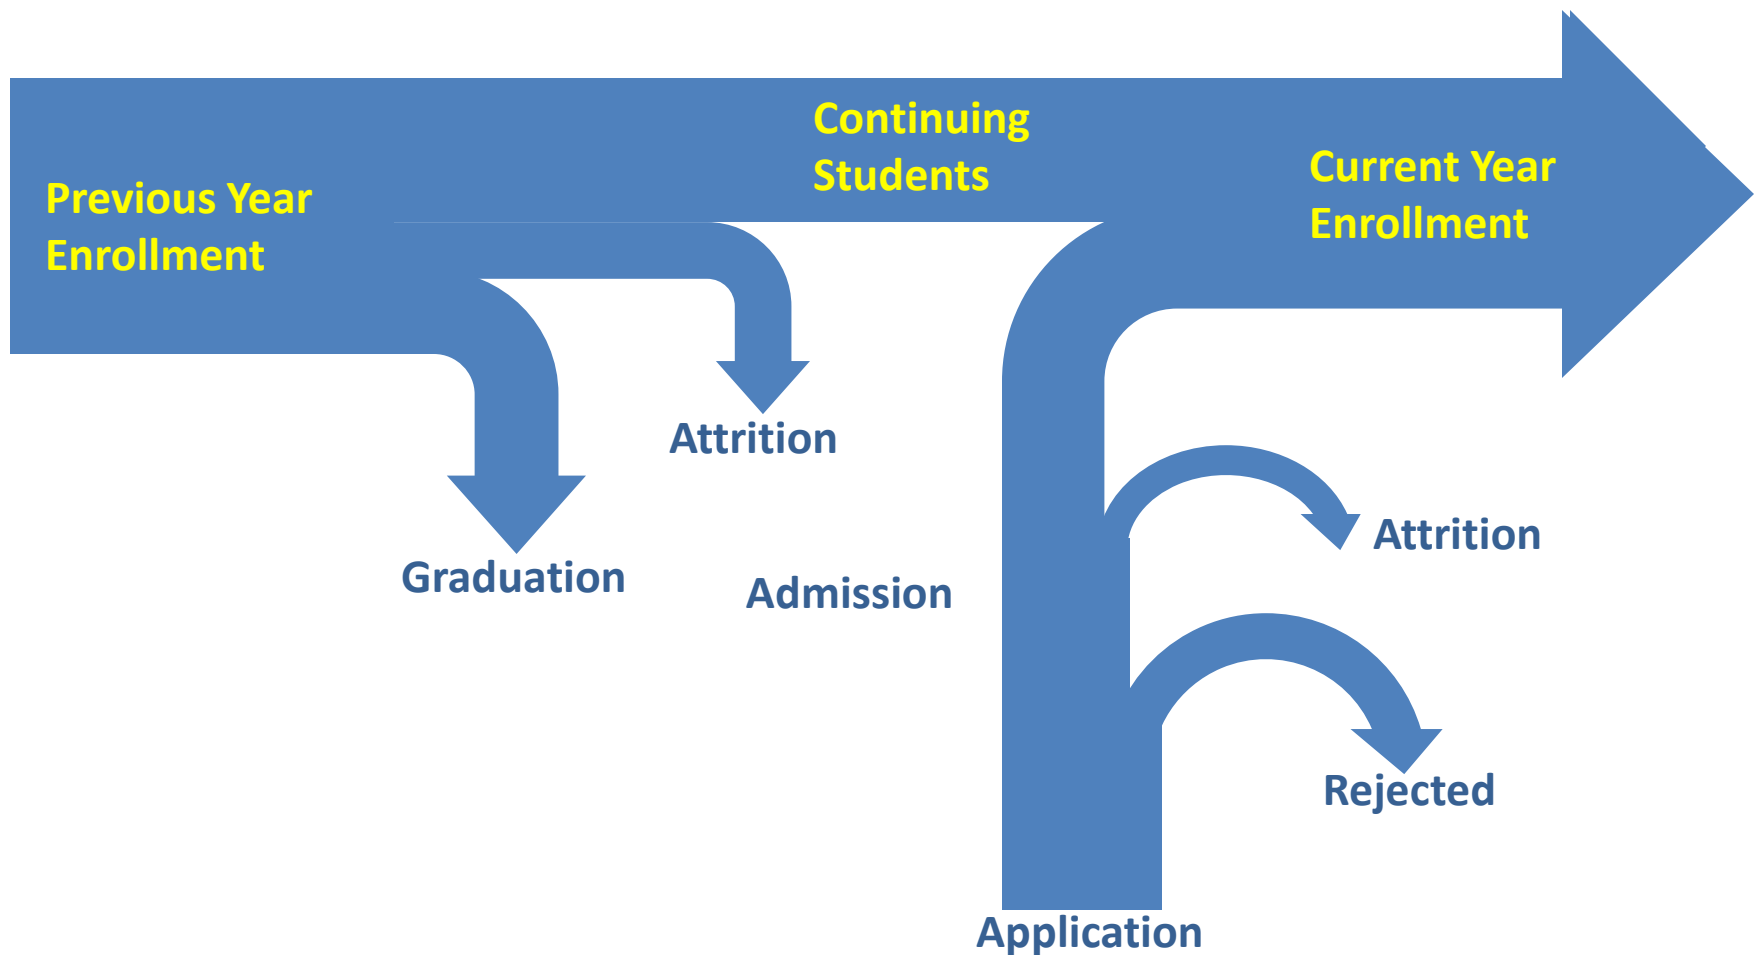 Continuing
Students
Previous Year
Enrollment
Current Year
Enrollment
Attrition
Graduation
Admission
Attrition
Rejected
Application